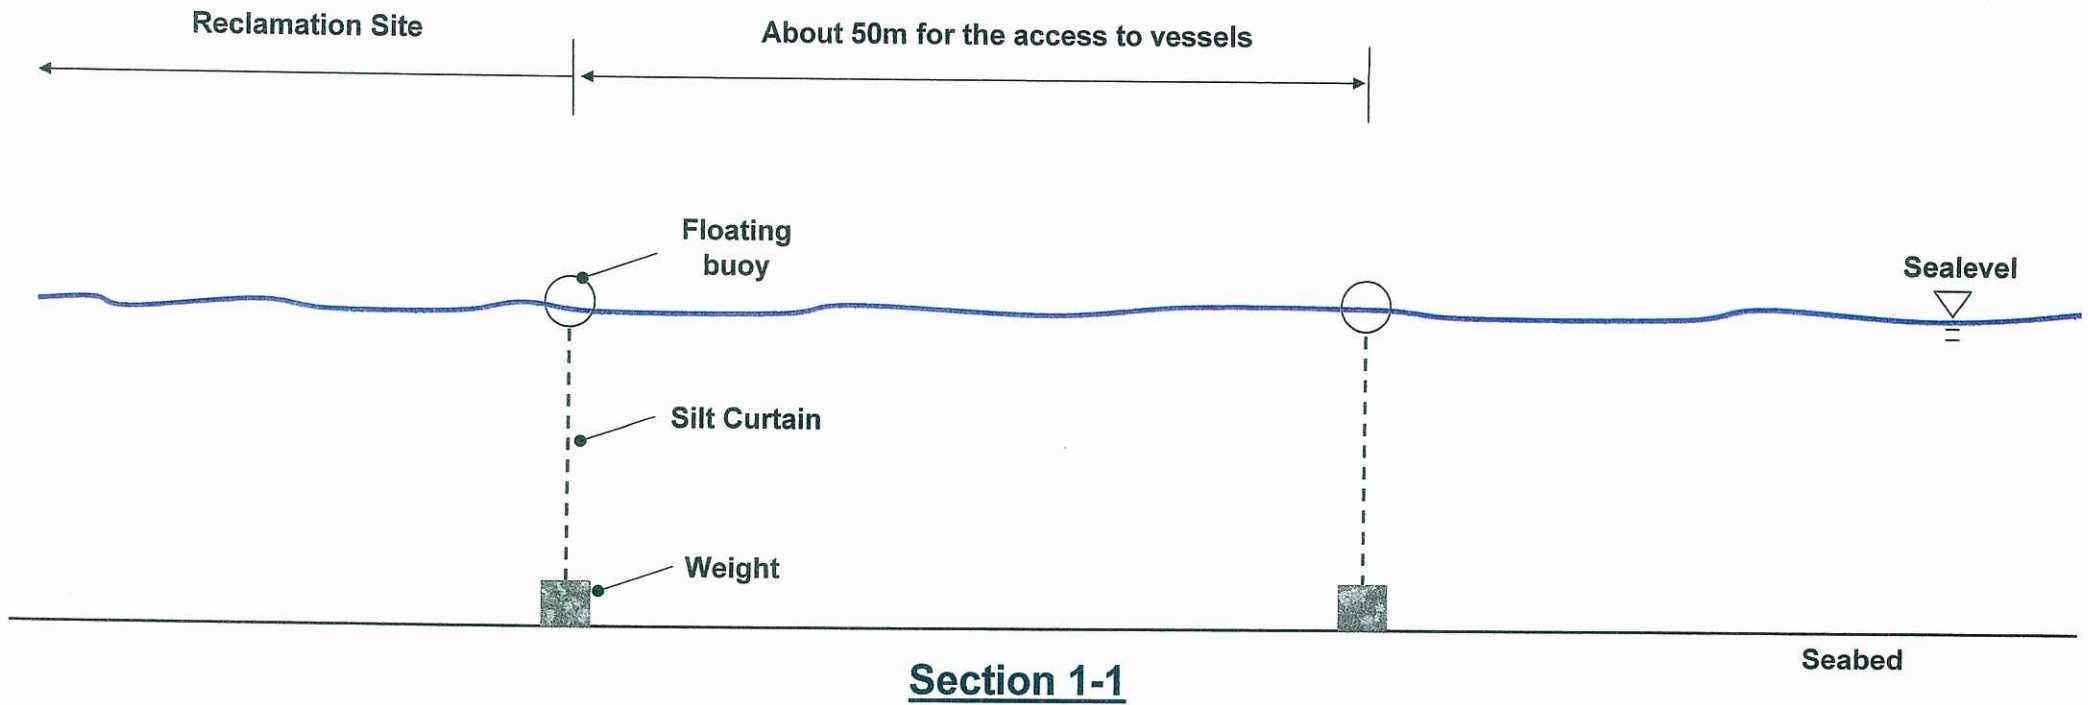 Reclamation Site
About 50m for the access to vessels
Floating
buoy
Sealevel
Silt Curtain
Weight
Seabed
Section 1-1